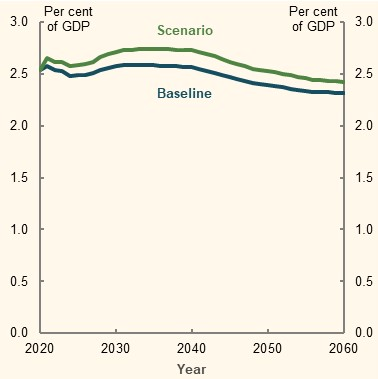 Per cent
of GDP
Per cent
of GDP
3.0
3.0
Scenario
2.5
2.5
Baseline
2.0
2.0
1.5
1.5
1.0
1.0
0.5
0.5
0.0
0.0
2020
2030
2040
2050
2060
Year